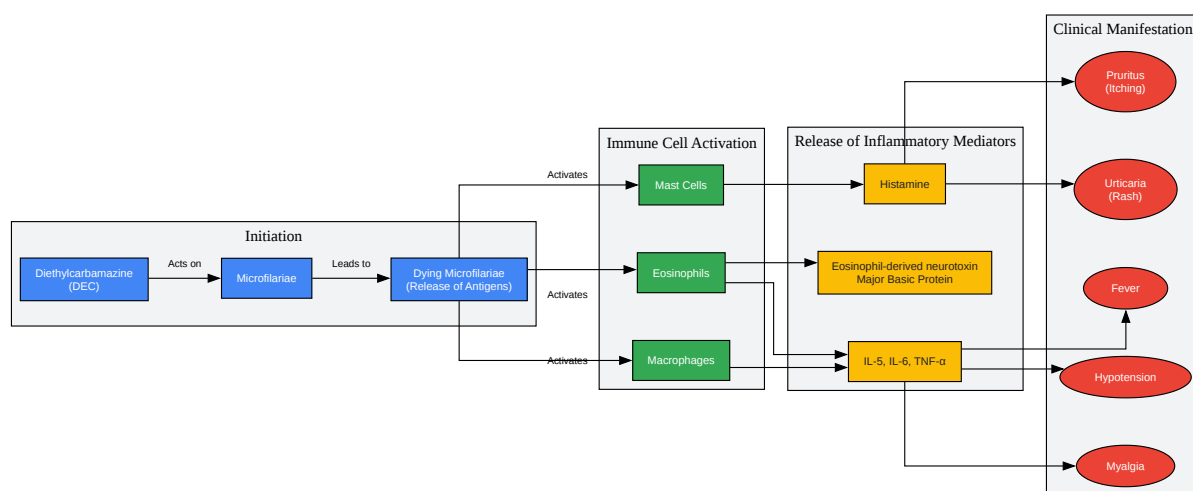 Initiation
Diethylcarbamazine
(DEC)
Acts on
Microfilariae
Leads to
Dying Microfilariae
(Release of Antigens)
Activates
Activates
Activates
Immune Cell Activation
Mast Cells
Eosinophils
Macrophages
Release of Inflammatory Mediators
Histamine
Eosinophil-derived neurotoxin
Major Basic Protein
IL-5, IL-6, TNF-α
Clinical Manifestation
Pruritus
(Itching)
Urticaria
(Rash)
Fever
Hypotension
Myalgia